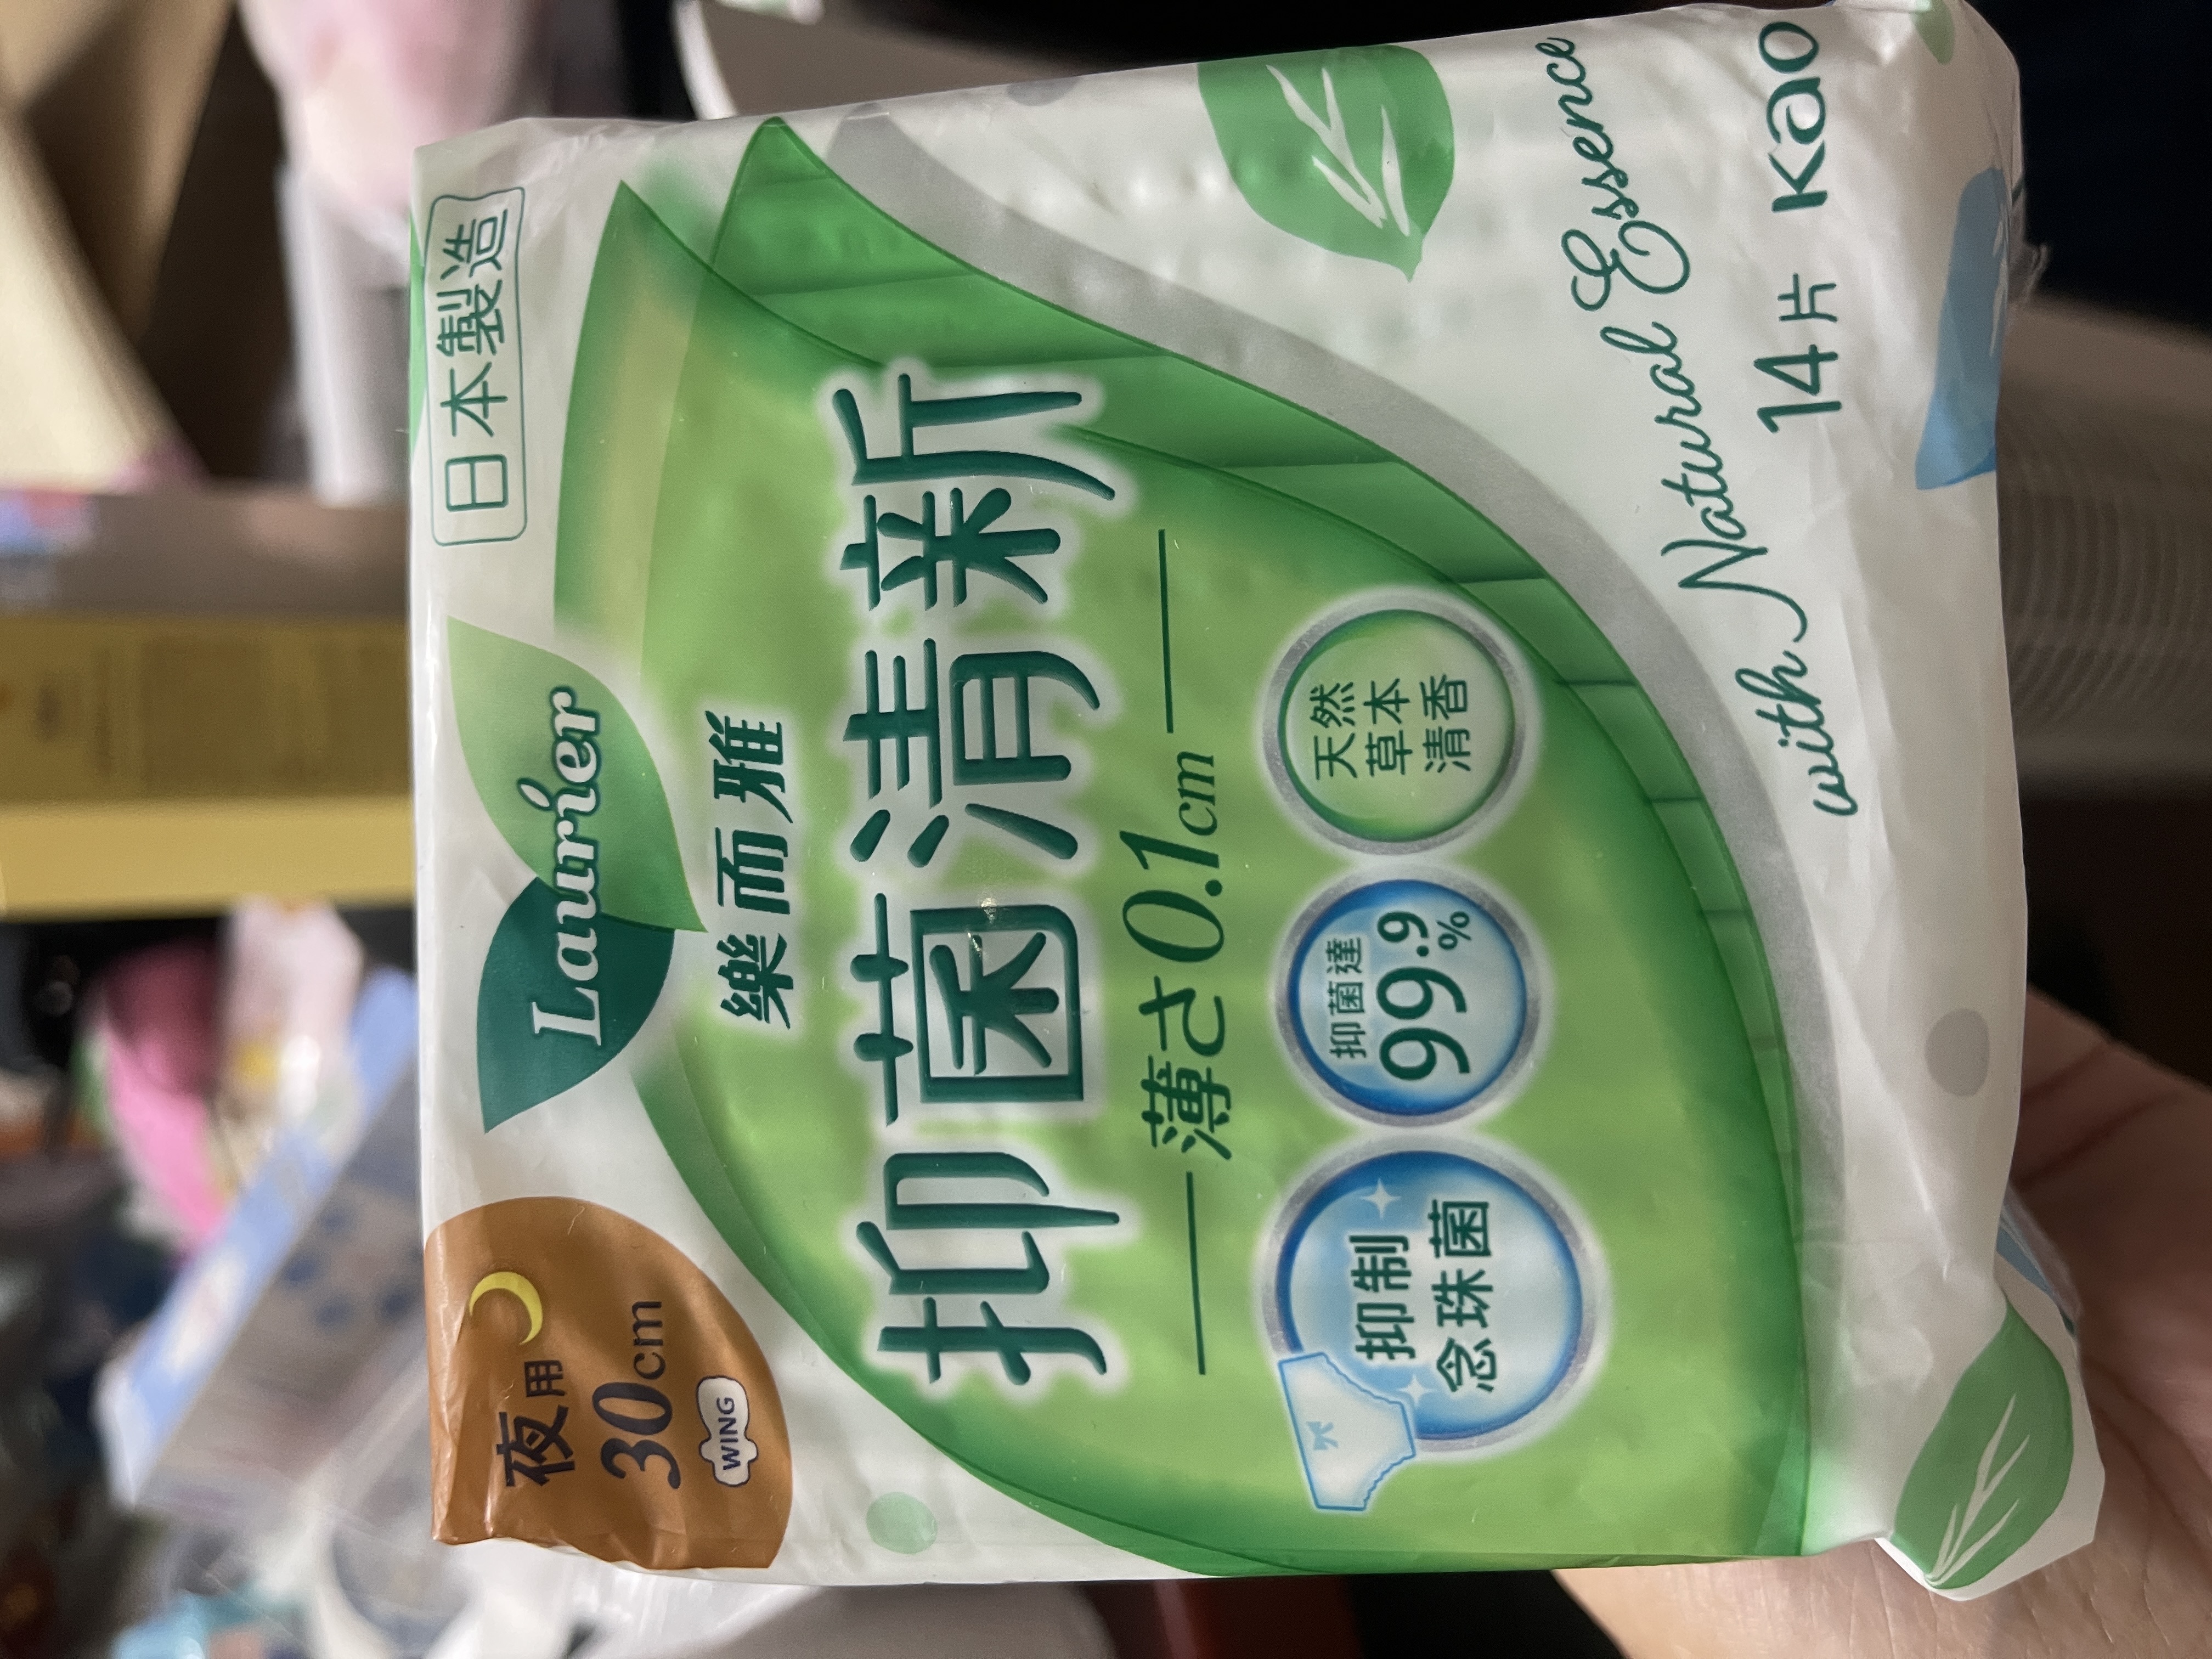 夜用
30cm
WING
Laurier
日本製造
樂而雅
抑菌清新
薄さ0.1cm
抑制
念珠菌
抑菌達
99.9%
天然
草本
清香
with Natural Essence
14片 Kao